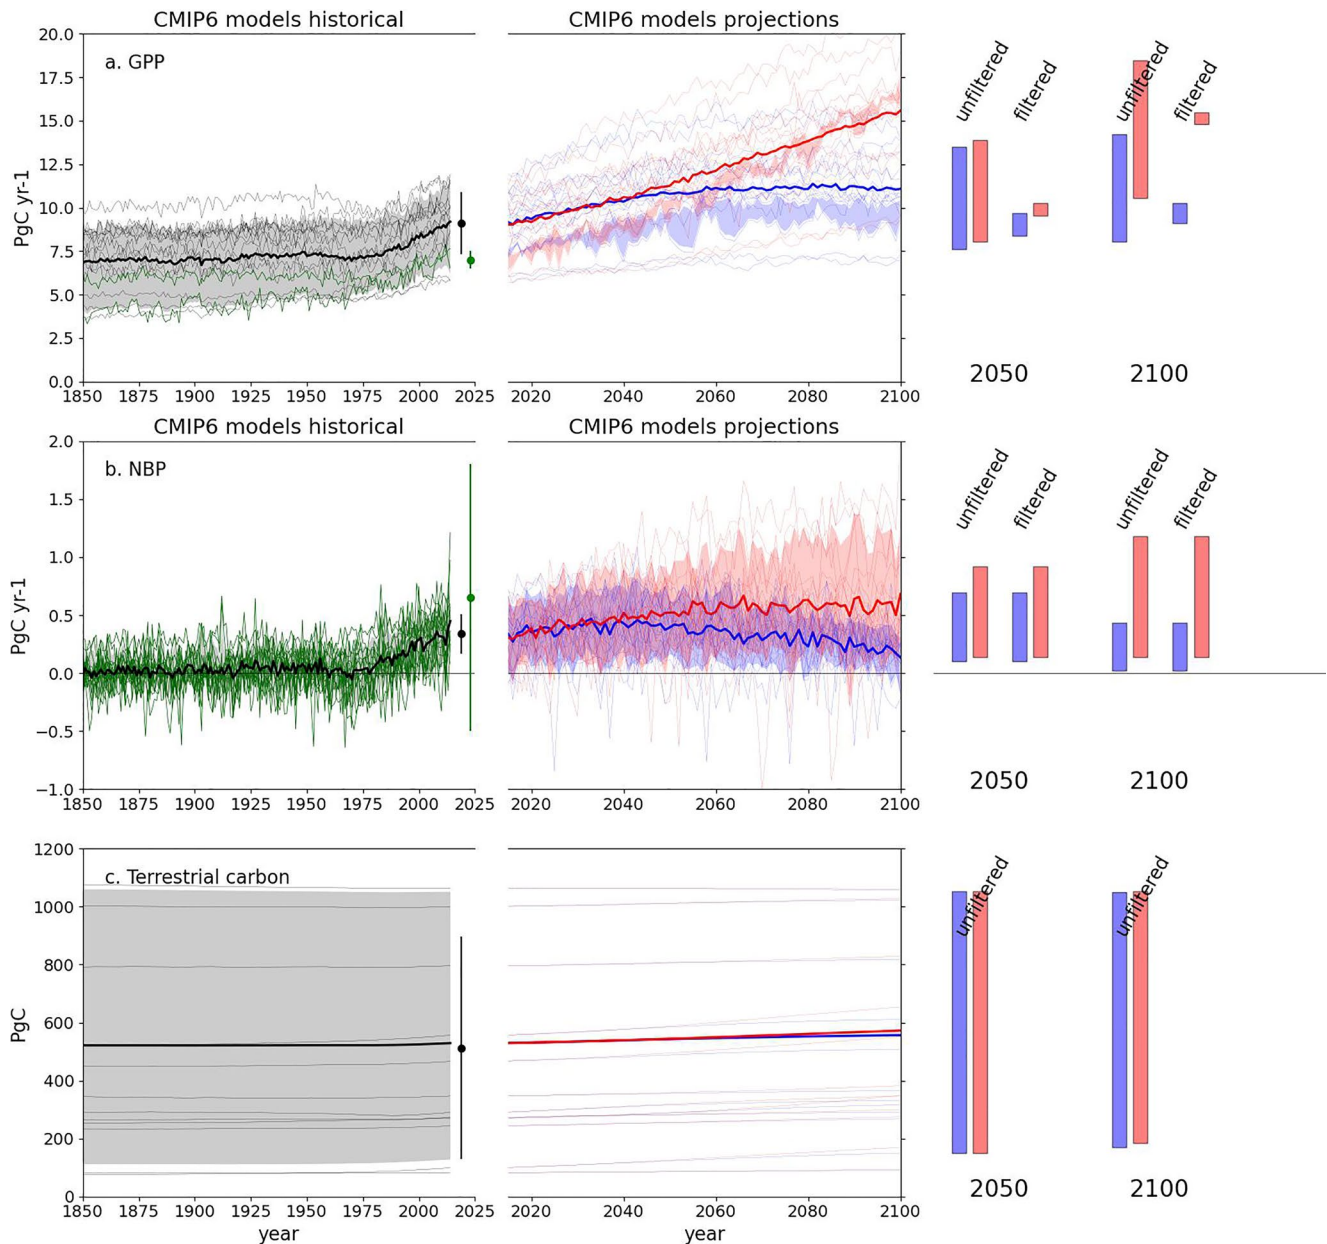 CMIP6 models historical
CMIP6 models projections
20.0
17.5
15.0
12.5
10.0
7.5
5.0
2.5
0.0
PgC yr-1
a. GPP
1850 1875 1900 1925 1950 1975 2000 2025
2020 2040 2060 2080 2100
unfiltered
filtered
unfiltered
filtered
2050
2100
CMIP6 models historical
CMIP6 models projections
2.0
1.5
1.0
0.5
0.0
−0.5
−1.0
PgC yr-1
b. NBP
1850 1875 1900 1925 1950 1975 2000 2025
2020 2040 2060 2080 2100
unfiltered
filtered
unfiltered
filtered
2050
2100
1200
1000
800
600
400
200
0
PgC
c. Terrestrial carbon
1850 1875 1900 1925 1950 1975 2000 2025
year
2020 2040 2060 2080 2100
year
unfiltered
unfiltered
2050
2100